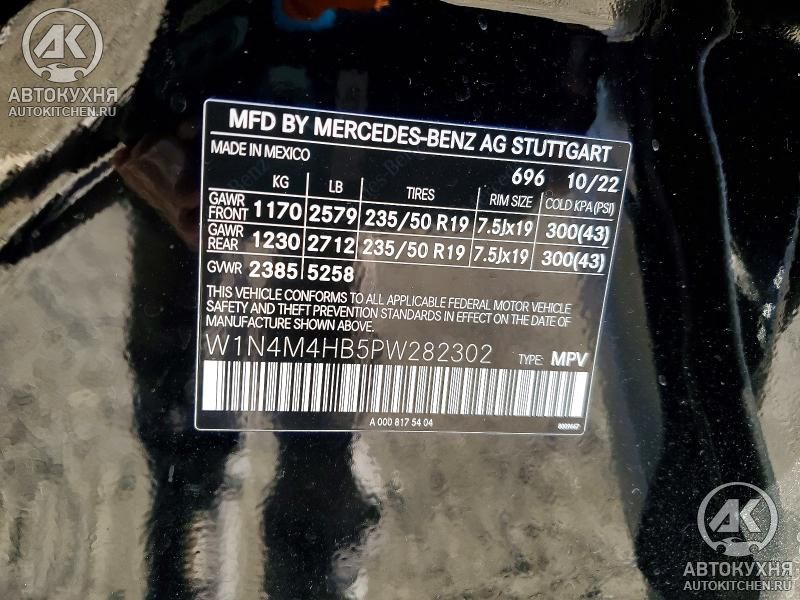 AK
АВТОКУХНЯ
AUTOKITCHEN.RU
MFD BY MERCEDES-BENZ AG STUTTGART
MADE IN MEXICO
696 10/22
KG LB TIRES RIM SIZE COLD KPA (PSI)
GAWR FRONT 1170 2579 235/50 R19 7.5Jx19 300(43)
GAWR REAR 1230 2712 235/50 R19 7.5Jx19 300(43)
GVWR 2385 5258
THIS VEHICLE CONFORMS TO ALL APPLICABLE FEDERAL MOTOR VEHICLE
SAFETY AND THEFT PREVENTION STANDARDS IN EFFECT ON THE DATE OF
MANUFACTURE SHOWN ABOVE.
W1N4M4HB5PW282302 TYPE: MPV
A 000 817 54 04
AK
АВТОКУХНЯ
AUTOKITCHEN.RU